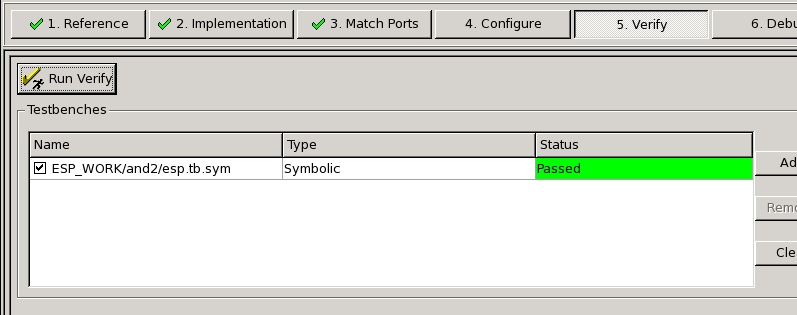 1. Reference 2. Implementation 3. Match Ports 4. Configure 5. Verify 6. Debu
Run Verify
Testbenches
Name Type Status
ESP_WORK/and2/esp.tb.sym Symbolic Passed
Ad
Remo
Clea